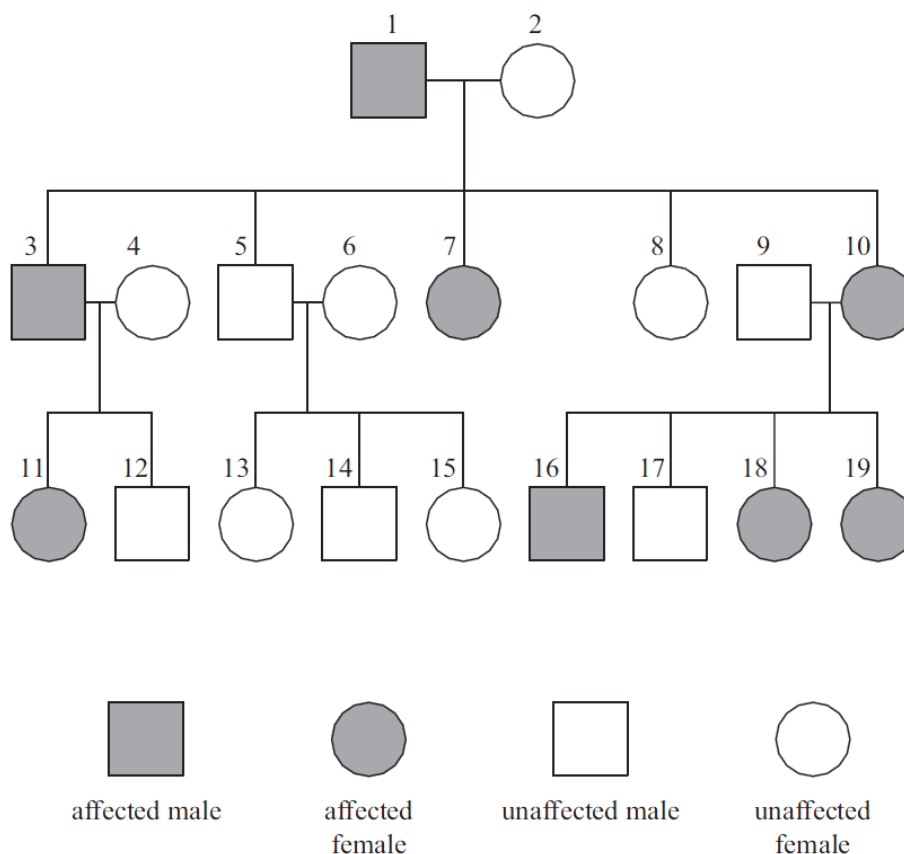 1 2
3 4 5 6 7 8 9 10
11 12 13 14 15 16 17 18 19
affected male affected female unaffected male unaffected female